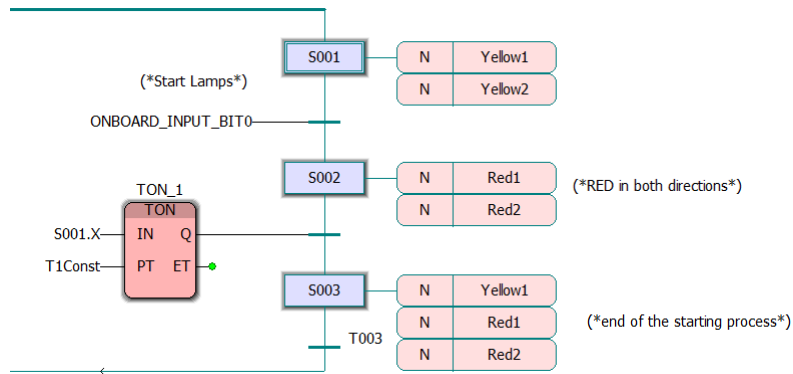 S001 N Yellow1
(*Start Lamps*) N Yellow2
ONBOARD_INPUT_BIT0
S002 N Red1 (*RED in both directions*)
TON_1 N Red2
TON
S001.X IN Q
T1Const PT ET
S003 N Yellow1
N Red1 (*end of the starting process*)
T003 N Red2